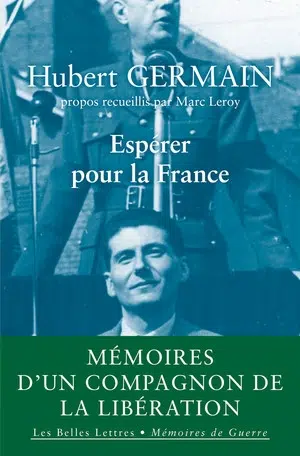 Hubert GERMAIN
propos recueillis par Marc Leroy
Espérer
pour la France
MÉMOIRES
D'UN COMPAGNON DE
LA LIBÉRATION
Les Belles Lettres • Mémoires de Guerre